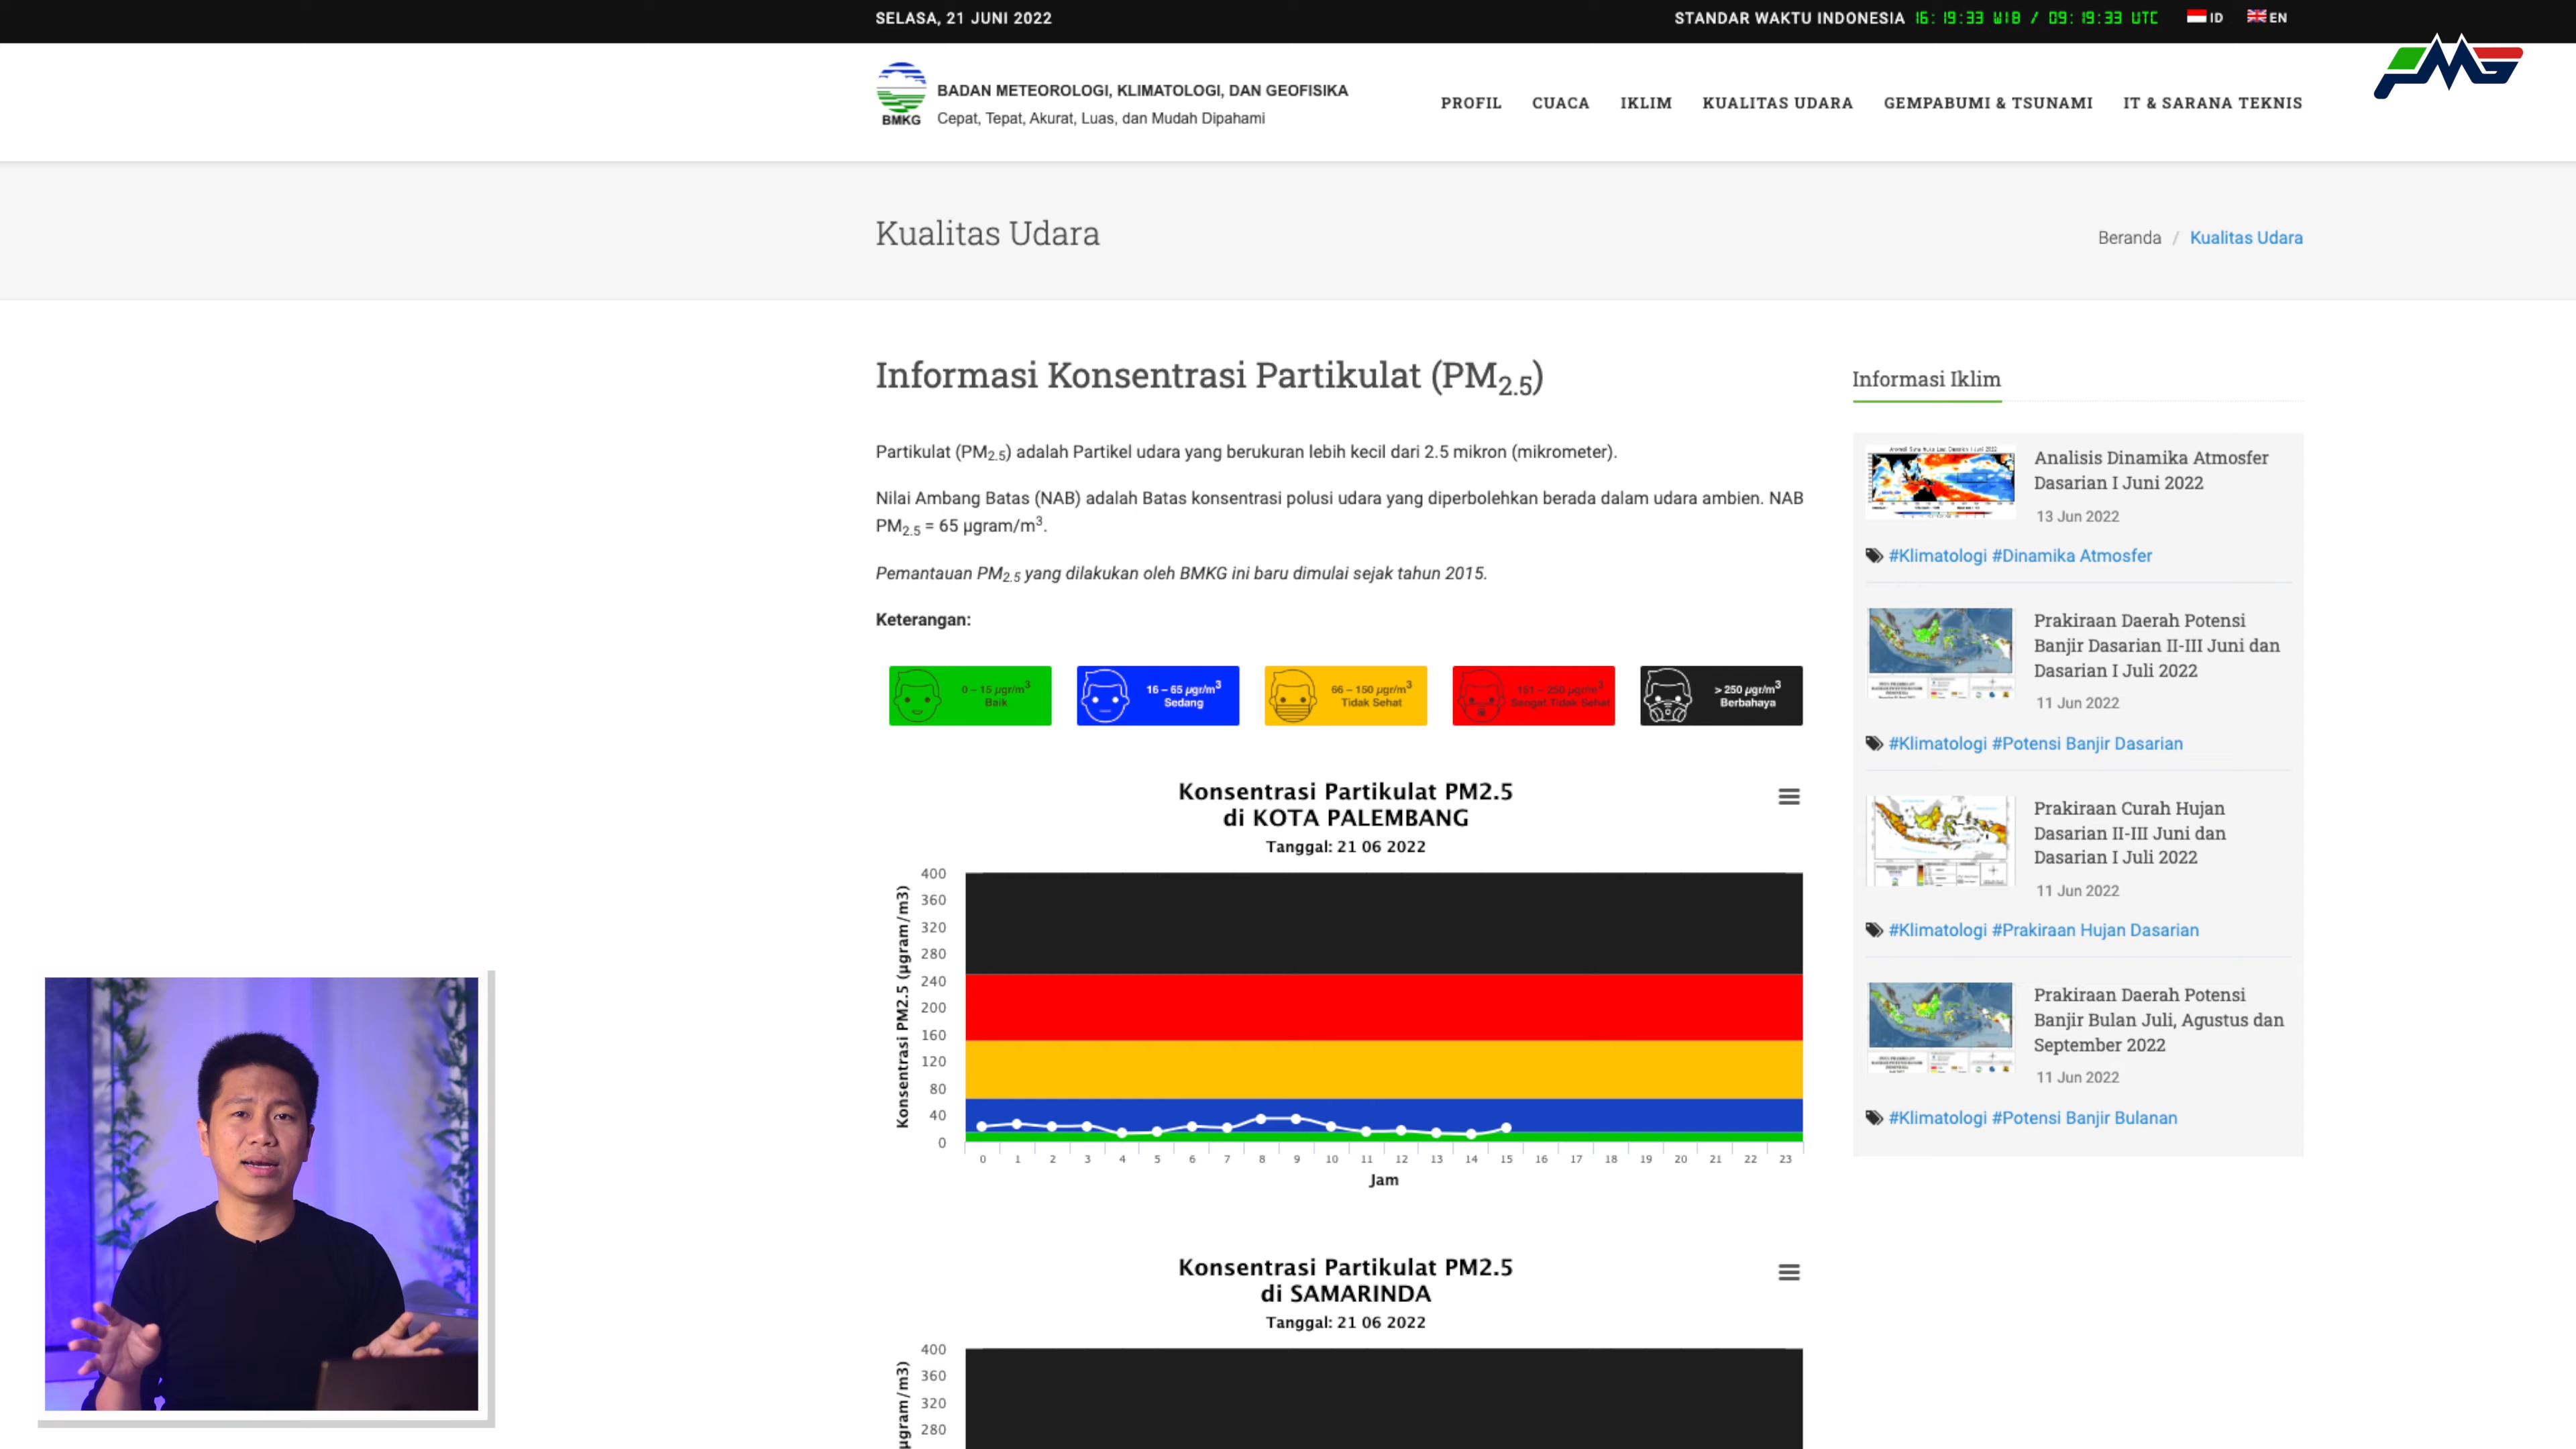 SELASA, 21 JUNI 2022
STANDAR WAKTU INDONESIA 16:19:33 WIB / 09:19:33 UTC
ID
EN
PMG
BMKG
BADAN METEOROLOGI, KLIMATOLOGI, DAN GEOFISIKA
Cepat, Tepat, Akurat, Luas, dan Mudah Dipahami
PROFIL CUACA IKLIM KUALITAS UDARA GEMPABUMI & TSUNAMI IT & SARANA TEKNIS
Kualitas Udara
Beranda / Kualitas Udara
Informasi Konsentrasi Partikulat (PM2.5)
Partikulat (PM2.5) adalah Partikel udara yang berukuran lebih kecil dari 2.5 mikron (mikrometer).
Nilai Ambang Batas (NAB) adalah Batas konsentrasi polusi udara yang diperbolehkan berada dalam udara ambien. NAB
PM2.5 = 65 µgram/m3.
Pemantauan PM2.5 yang dilakukan oleh BMKG ini baru dimulai sejak tahun 2015.
Keterangan:
0 – 15 µgr/m3
Baik
16 – 65 µgr/m3
Sedang
66 – 150 µgr/m3
Tidak Sehat
151 – 250 µgr/m3
Sangat Tidak Sehat
> 250 µgr/m3
Berbahaya
Konsentrasi Partikulat PM2.5
di KOTA PALEMBANG
Tanggal: 21 06 2022
Konsentrasi PM2.5 (µgram/m3)
400
360
320
280
240
200
160
120
80
40
0
0 1 2 3 4 5 6 7 8 9 10 11 12 13 14 15 16 17 18 19 20 21 22 23
Jam
Konsentrasi Partikulat PM2.5
di SAMARINDA
Tanggal: 21 06 2022
µgram/m3)
400
360
320
280
Informasi Iklim
Analisis Dinamika Atmosfer
Dasarian I Juni 2022
13 Jun 2022
#Klimatologi #Dinamika Atmosfer
Prakiraan Daerah Potensi
Banjir Dasarian II-III Juni dan
Dasarian I Juli 2022
11 Jun 2022
#Klimatologi #Potensi Banjir Dasarian
Prakiraan Curah Hujan
Dasarian II-III Juni dan
Dasarian I Juli 2022
11 Jun 2022
#Klimatologi #Prakiraan Hujan Dasarian
Prakiraan Daerah Potensi
Banjir Bulan Juli, Agustus dan
September 2022
11 Jun 2022
#Klimatologi #Potensi Banjir Bulanan